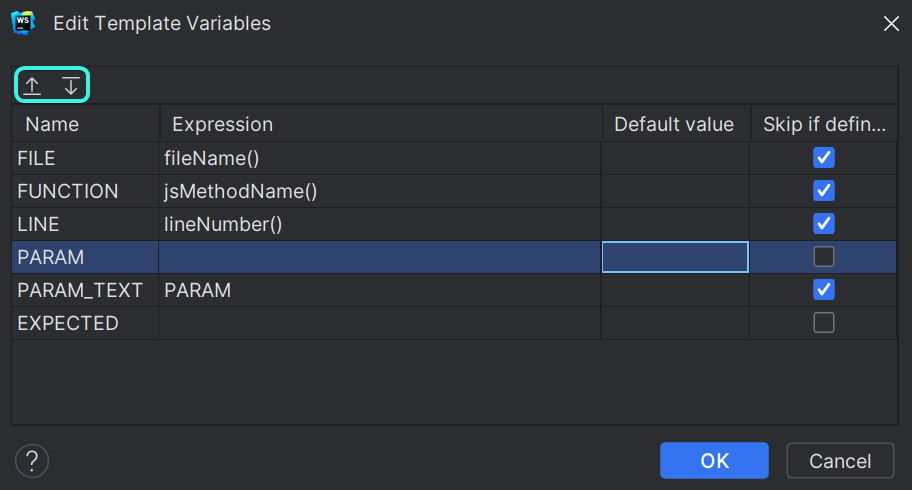 WS
Edit Template Variables
Name Expression Default value Skip if defin...
FILE fileName()
FUNCTION jsMethodName()
LINE lineNumber()
PARAM
PARAM_TEXT PARAM
EXPECTED
? OK Cancel